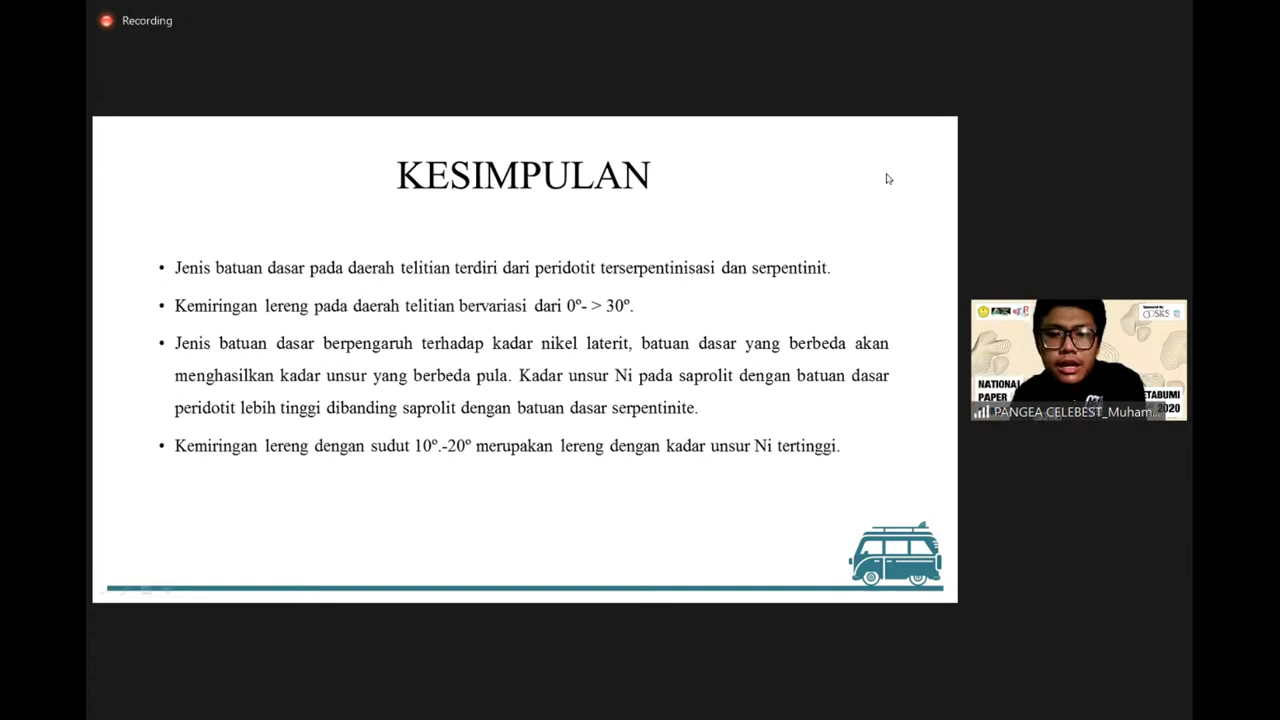 Recording
KESIMPULAN
• Jenis batuan dasar pada daerah telitian terdiri dari peridotit terserpentinisasi dan serpentinit.
• Kemiringan lereng pada daerah telitian bervariasi dari 0º- > 30º.
• Jenis batuan dasar berpengaruh terhadap kadar nikel laterit, batuan dasar yang berbeda akan
menghasilkan kadar unsur yang berbeda pula. Kadar unsur Ni pada saprolit dengan batuan dasar
peridotit lebih tinggi dibanding saprolit dengan batuan dasar serpentinite.
• Kemiringan lereng dengan sudut 10º.-20º merupakan lereng dengan kadar unsur Ni tertinggi.
NATIONAL
PAPER
ETABUMI
2020
PANGEA CELEBEST_Muham...